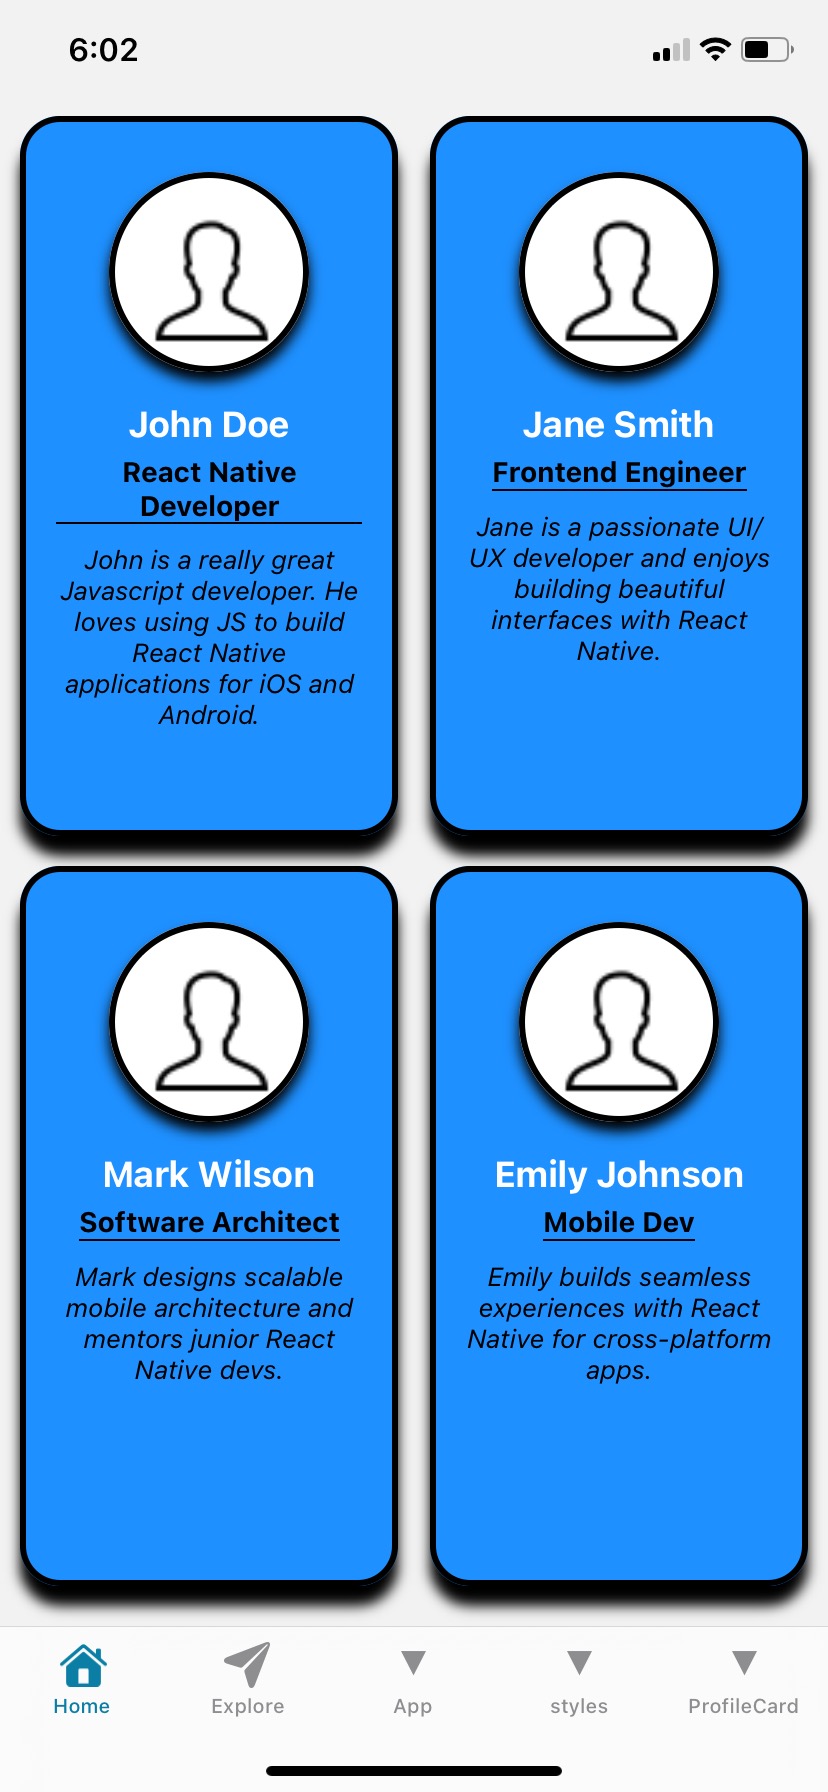 6:02
John Doe
React Native
Developer
John is a really great
Javascript developer. He
loves using JS to build
React Native
applications for iOS and
Android.
Jane Smith
Frontend Engineer
Jane is a passionate UI/
UX developer and enjoys
building beautiful
interfaces with React
Native.
Mark Wilson
Software Architect
Mark designs scalable
mobile architecture and
mentors junior React
Native devs.
Emily Johnson
Mobile Dev
Emily builds seamless
experiences with React
Native for cross-platform
apps.
Home
Explore
App
styles
ProfileCard